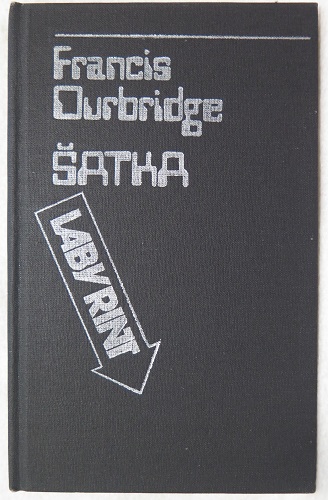 Francis
Durbridge
ŠATKA
LABYRINT